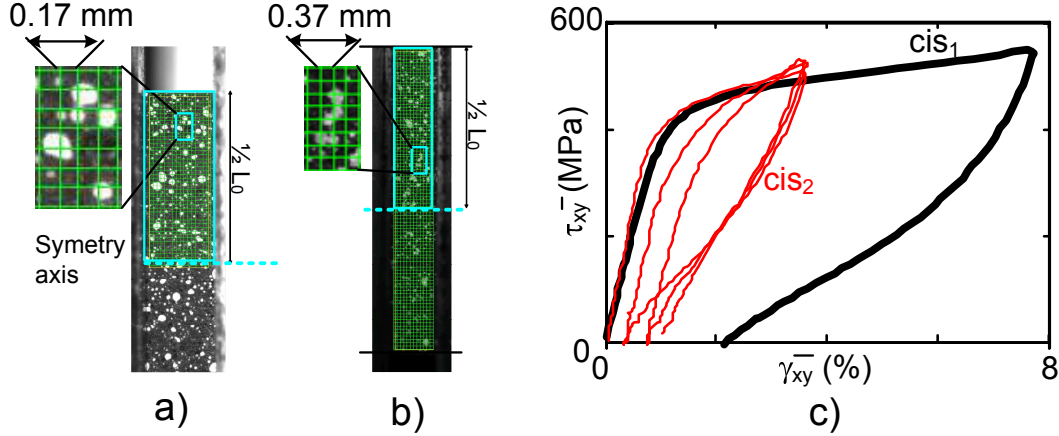 0.17 mm
½ L₀
Symetry
axis
a)
0.37 mm
½ L₀
b)
600
τxy (MPa)
0
cis₁
cis₂
0
γxy (%)
8
c)